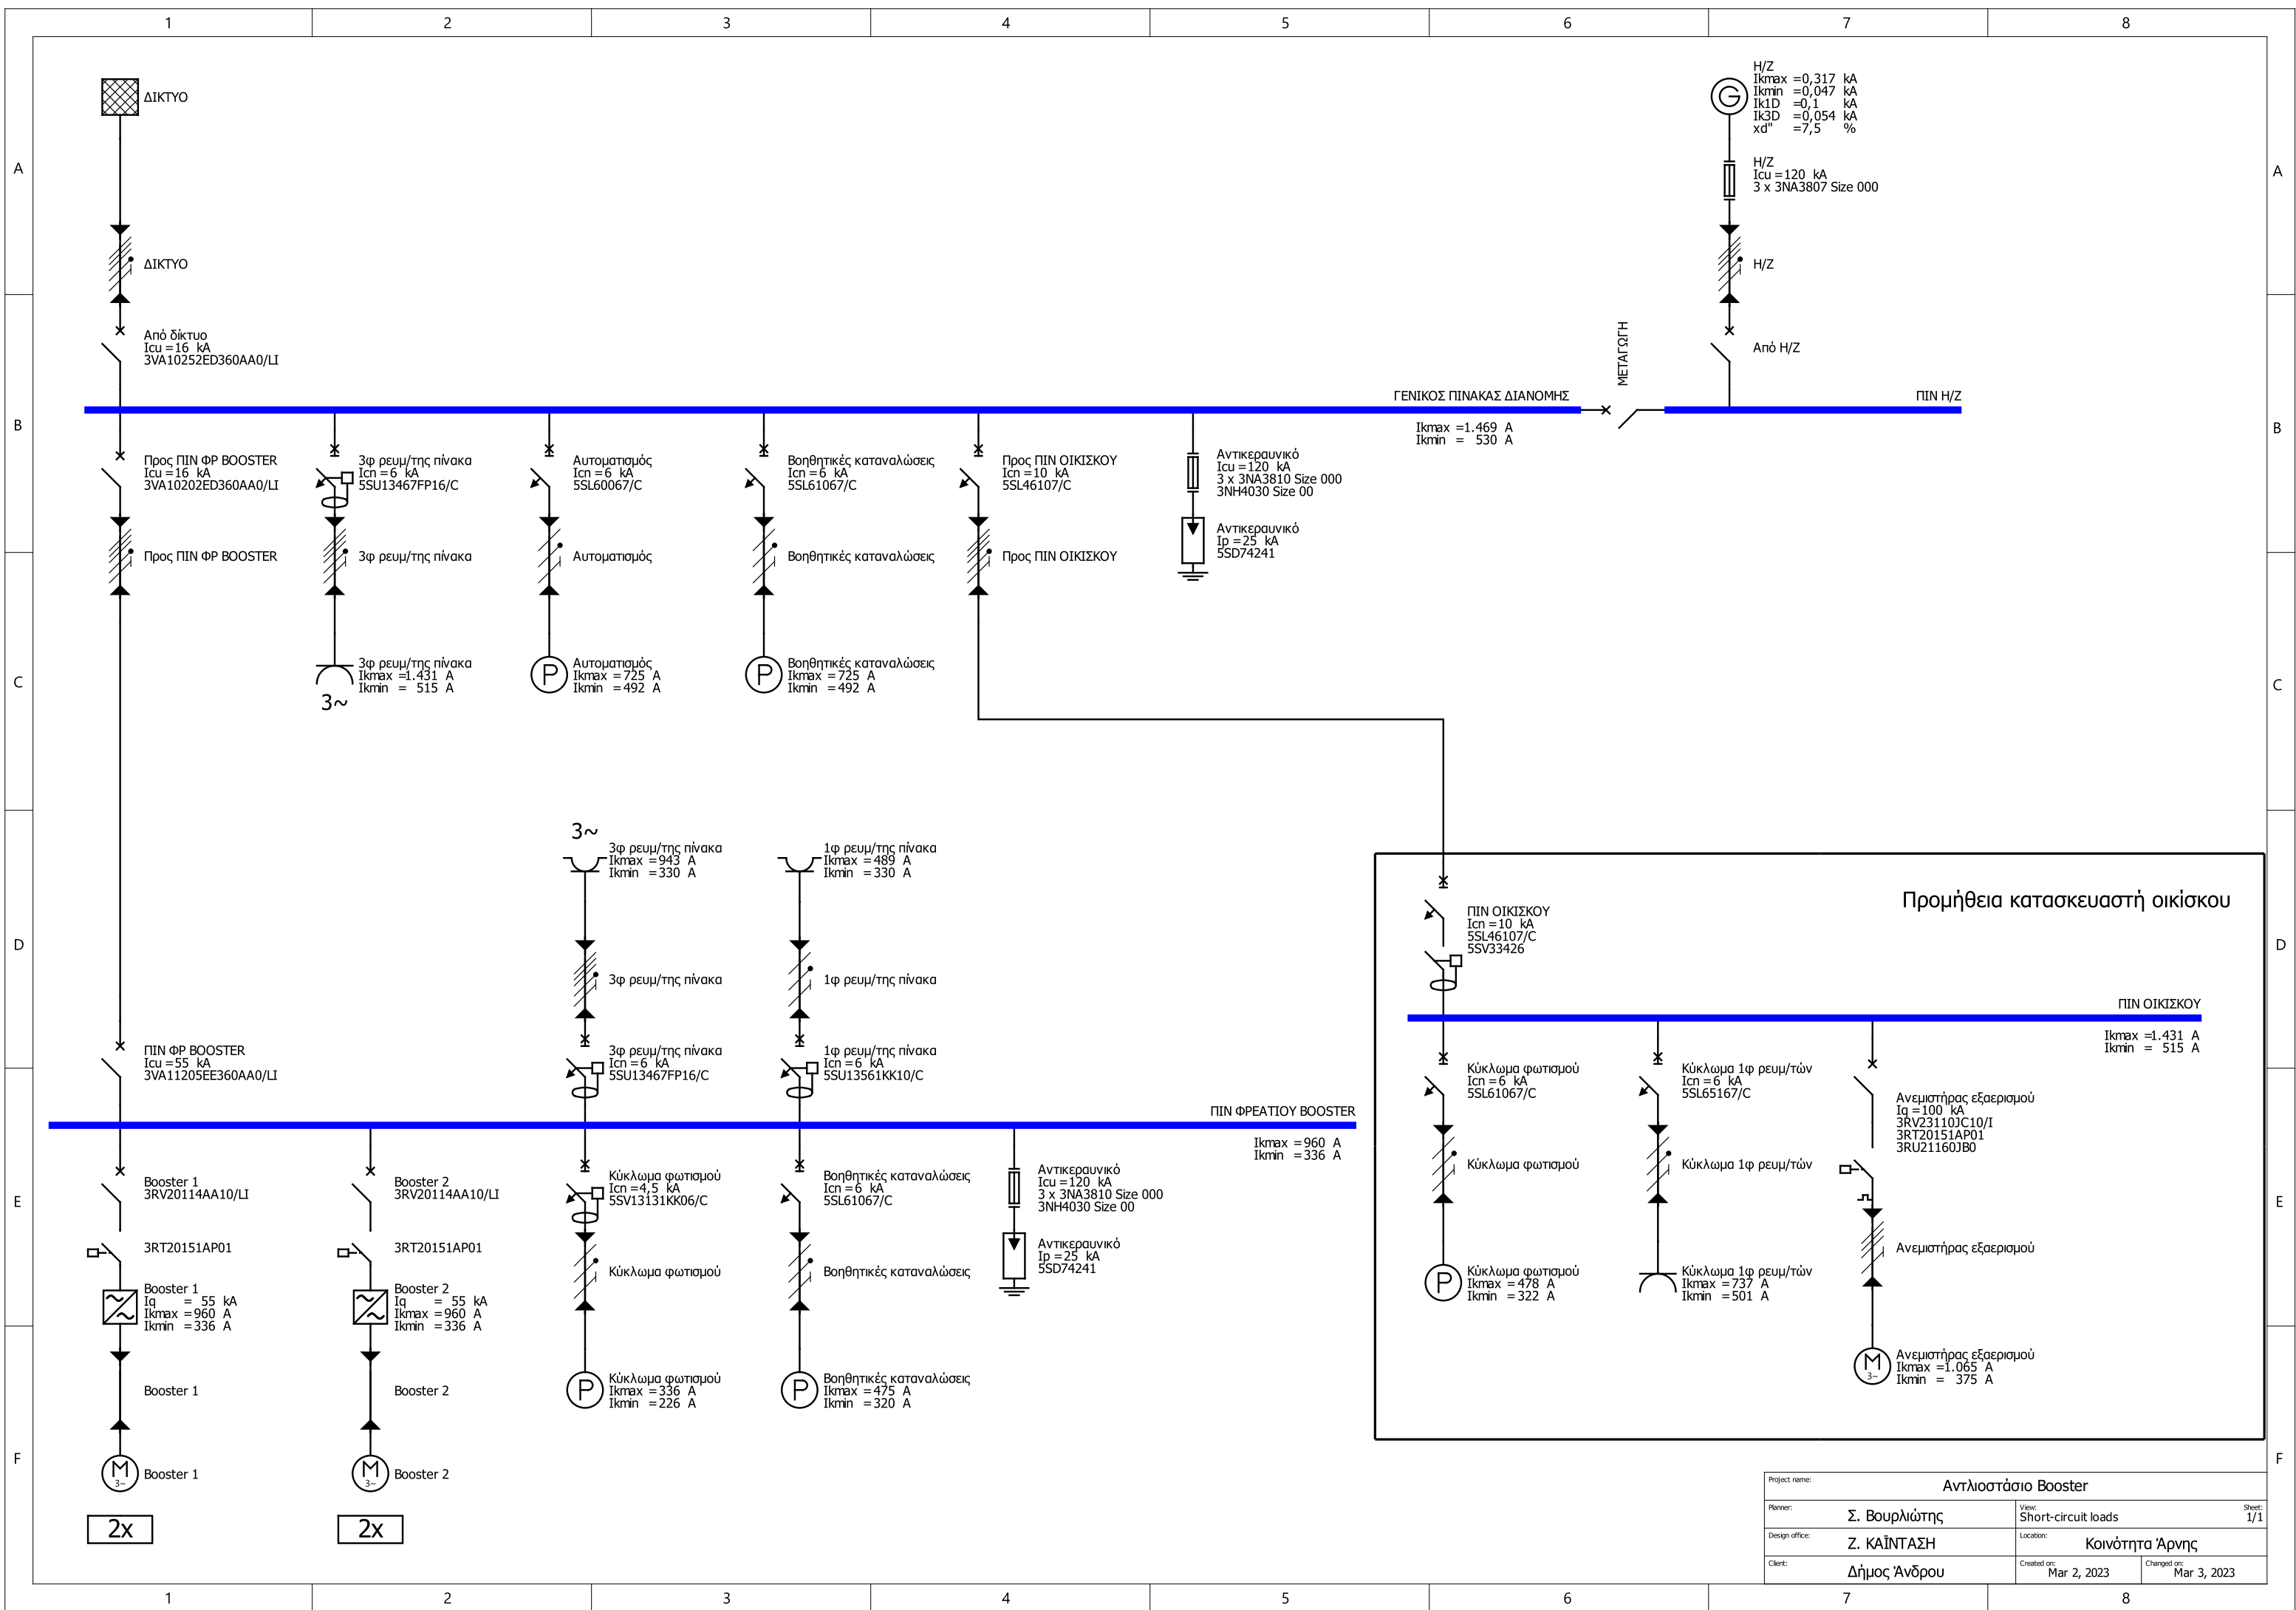 1 2 3 4 5 6 7 8
ΔΙΚΤΥΟ
H/Z
Ikmax =0,317 kA
Ikmin =0,047 kA
Ik1D =0,1 kA
Ik3D =0,054 kA
xd" =7,5 %
G
A
A
H/Z
Icu =120 kA
3 x 3NA3807 Size 000
ΔΙΚΤΥΟ
H/Z
Από δίκτυο
Icu =16 kA
3VA10252ED360AA0/LI
ΜΕΤΑΓΩΓΗ
Από Η/Ζ
ΓΕΝΙΚΟΣ ΠΙΝΑΚΑΣ ΔΙΑΝΟΜΗΣ
ΠΙΝ Η/Ζ
Ikmax =1.469 A
Ikmin = 530 A
B
B
Προς ΠΙΝ ΦΡ BOOSTER
Icu =16 kA
3VA10202ED360AA0/LI
3φ ρευμ/της πίνακα
Icn =6 kA
5SU13467FP16/C
Αυτοματισμός
Icn =6 kA
5SL60067/C
Βοηθητικές καταναλώσεις
Icn =6 kA
5SL61067/C
Προς ΠΙΝ ΟΙΚΙΣΚΟΥ
Icn =10 kA
5SL46107/C
Αντικεραυνικό
Icu =120 kA
3 x 3NA3810 Size 000
3NH4030 Size 00
Αντικεραυνικό
Ip =25 kA
5SD74241
Προς ΠΙΝ ΦΡ BOOSTER
3φ ρευμ/της πίνακα
Αυτοματισμός
Βοηθητικές καταναλώσεις
Προς ΠΙΝ ΟΙΚΙΣΚΟΥ
3φ ρευμ/της πίνακα
Ikmax =1.431 A
Ikmin = 515 A
3~
P
Αυτοματισμός
Ikmax =725 A
Ikmin =492 A
P
Βοηθητικές καταναλώσεις
Ikmax =725 A
Ikmin =492 A
C
C
3~
3φ ρευμ/της πίνακα
Ikmax =943 A
Ikmin =330 A
1φ ρευμ/της πίνακα
Ikmax =489 A
Ikmin =330 A
Προμήθεια κατασκευαστή οικίσκου
ΠΙΝ ΟΙΚΙΣΚΟΥ
Icn =10 kA
5SL46107/C
5SV33426
D
D
3φ ρευμ/της πίνακα
1φ ρευμ/της πίνακα
ΠΙΝ ΟΙΚΙΣΚΟΥ
Ikmax =1.431 A
Ikmin = 515 A
ΠΙΝ ΦΡ BOOSTER
Icu =55 kA
3VA11205EE360AA0/LI
3φ ρευμ/της πίνακα
Icn =6 kA
5SU13467FP16/C
1φ ρευμ/της πίνακα
Icn =6 kA
5SU13561KK10/C
ΠΙΝ ΦΡΕΑΤΙΟΥ BOOSTER
Ikmax =960 A
Ikmin =336 A
Κύκλωμα φωτισμού
Icn =6 kA
5SL61067/C
Κύκλωμα 1φ ρευμ/τών
Icn =6 kA
5SL65167/C
Ανεμιστήρας εξαερισμού
Iq =100 kA
3RV23110JC10/I
3RT20151AP01
3RU21160JB0
Κύκλωμα φωτισμού
Κύκλωμα 1φ ρευμ/τών
Ανεμιστήρας εξαερισμού
E
E
Booster 1
3RV20114AA10/LI
Booster 2
3RV20114AA10/LI
Κύκλωμα φωτισμού
Icn =4,5 kA
5SV13131KK06/C
Βοηθητικές καταναλώσεις
Icn =6 kA
5SL61067/C
Αντικεραυνικό
Icu =120 kA
3 x 3NA3810 Size 000
3NH4030 Size 00
3RT20151AP01
3RT20151AP01
Αντικεραυνικό
Ip =25 kA
5SD74241
Κύκλωμα φωτισμού
Βοηθητικές καταναλώσεις
Booster 1
Iq = 55 kA
Ikmax =960 A
Ikmin =336 A
Booster 2
Iq = 55 kA
Ikmax =960 A
Ikmin =336 A
P
Κύκλωμα φωτισμού
Ikmax =478 A
Ikmin =322 A
Κύκλωμα 1φ ρευμ/τών
Ikmax =737 A
Ikmin =501 A
M
3~
Ανεμιστήρας εξαερισμού
Ikmax =1.065 A
Ikmin = 375 A
Booster 1
Booster 2
P
Κύκλωμα φωτισμού
Ikmax =336 A
Ikmin =226 A
P
Βοηθητικές καταναλώσεις
Ikmax =475 A
Ikmin =320 A
F
F
M
3~
Booster 1
M
3~
Booster 2
2x
2x
Project name:
Αντλιοστάσιο Booster
Planner:
Σ. Βουρλιώτης
View:
Short-circuit loads
Sheet:
1/1
Design office:
Ζ. ΚΑΪΝΤΑΣΗ
Location:
Κοινότητα Άρνης
Client:
Δήμος Άνδρου
Created on:
Mar 2, 2023
Changed on:
Mar 3, 2023
1 2 3 4 5 6 7 8